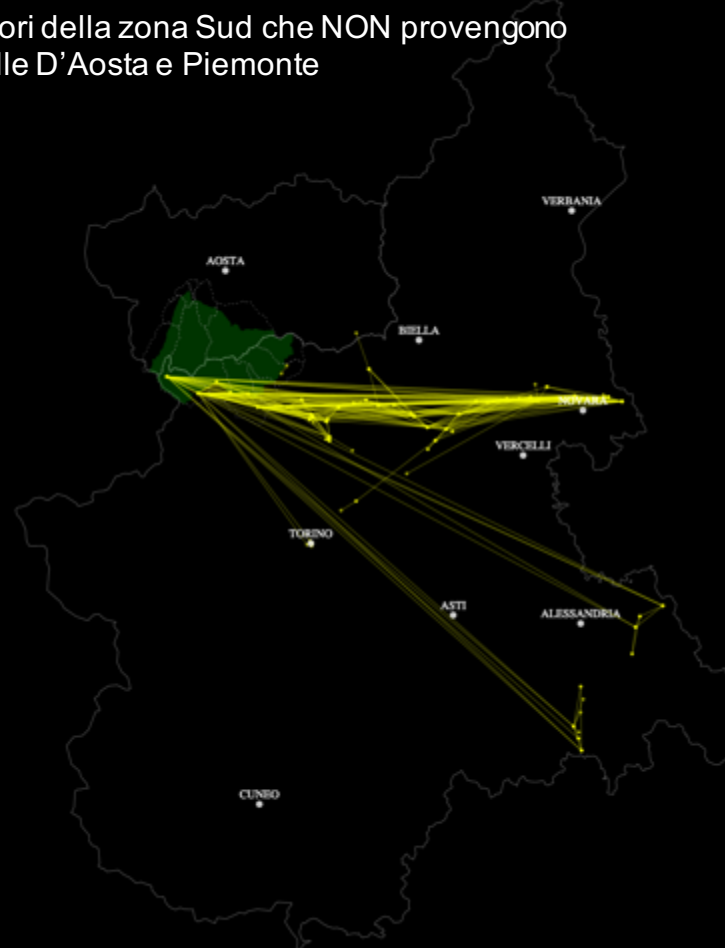 ori della zona Sud che NON provengono
lle D’Aosta e Piemonte
VERBANIA
AOSTA
BIELLA
NOVARA
VERCELLI
TORINO
ASTI
ALESSANDRIA
CUNEO